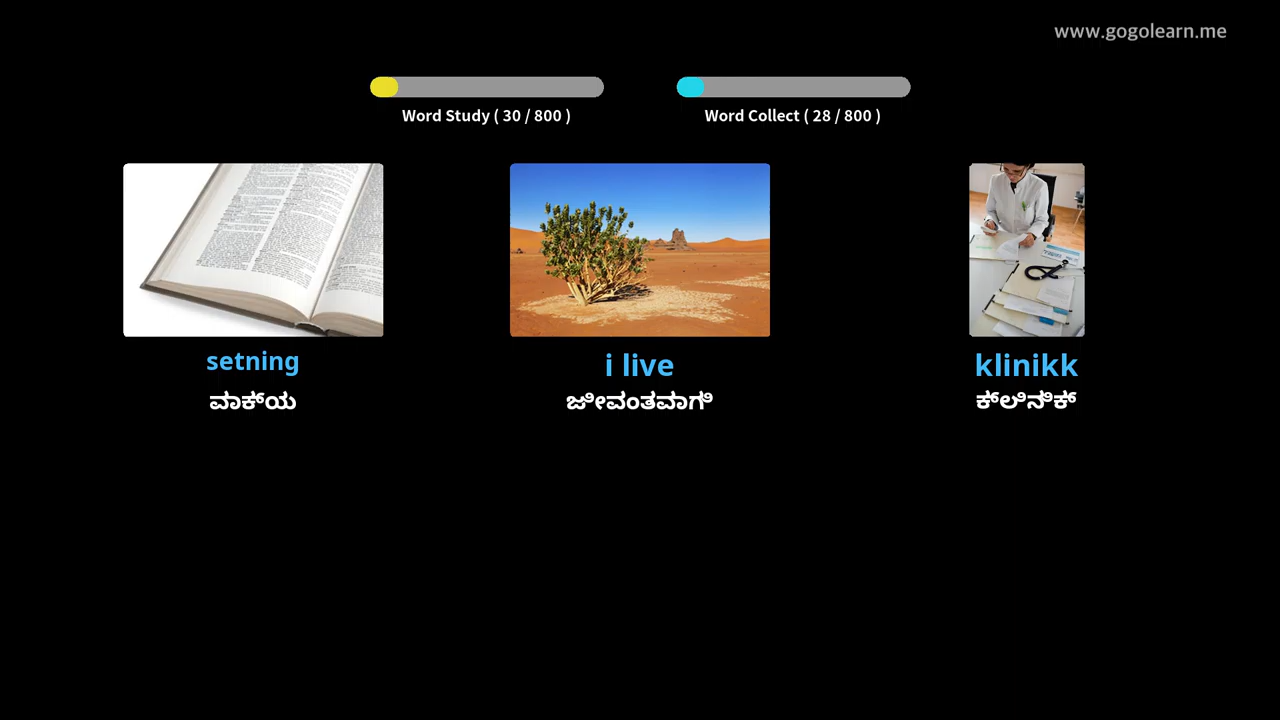 www.gogolearn.me
Word Study ( 30 / 800 )
Word Collect ( 28 / 800 )
setning
ವಾಕ್ಯ
i live
ಜೀವಂತವಾಗಿ
klinikk
ಕ್ಲಿನಿಕ್